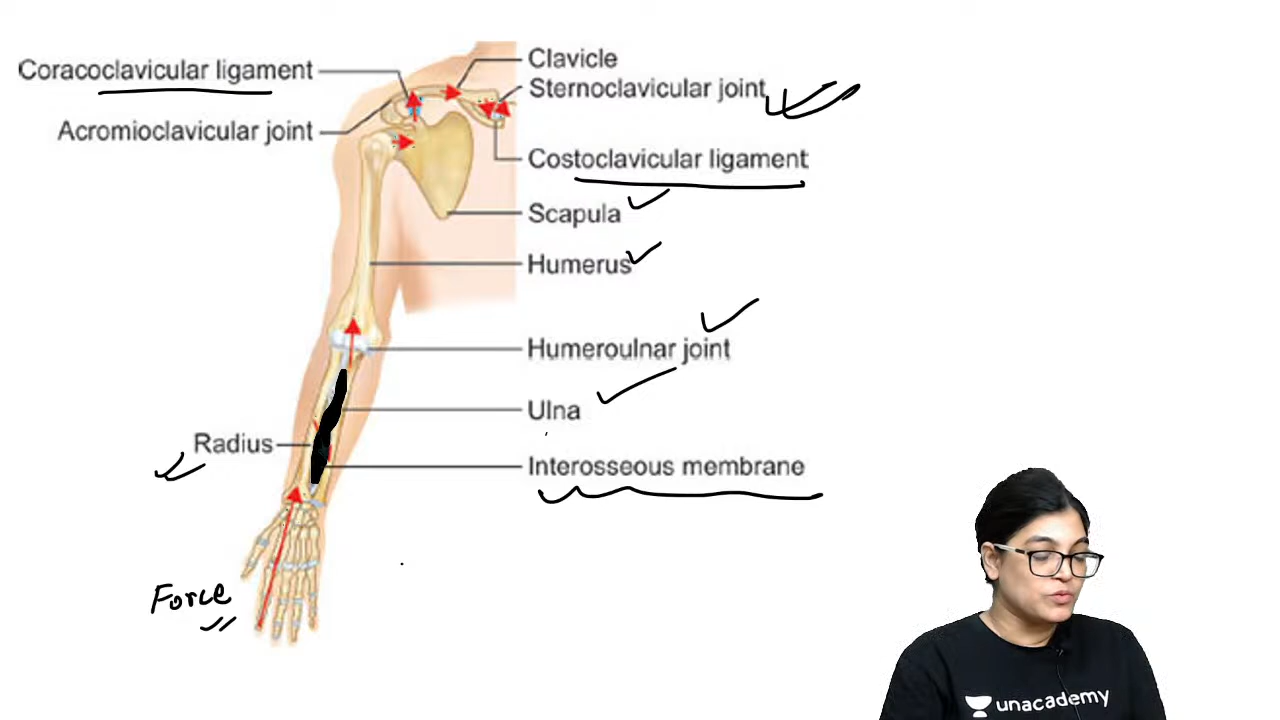 Coracoclavicular ligament
Acromioclavicular joint
Clavicle
Sternoclavicular joint
Costoclavicular ligament
Scapula
Humerus
Humeroulnar joint
Ulna
Radius
Interosseous membrane
Force
unacademy